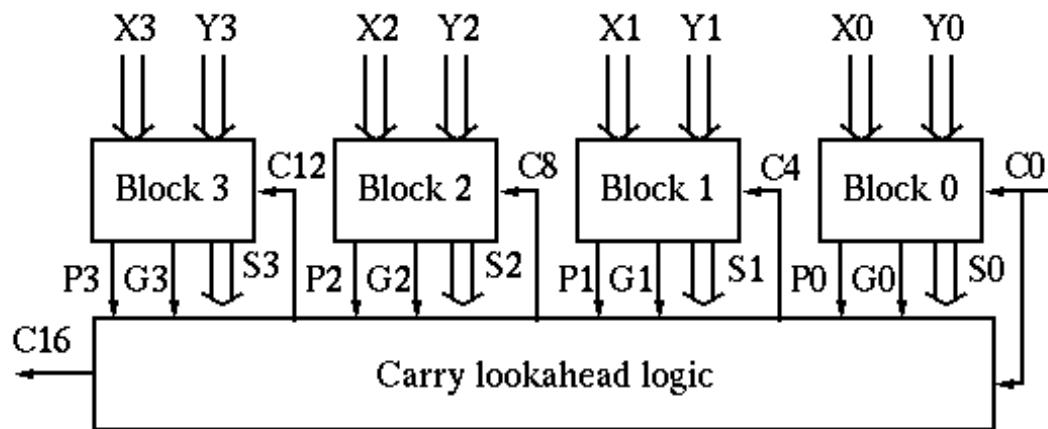 X3 Y3 X2 Y2 X1 Y1 X0 Y0
Block 3 C12 Block 2 C8 Block 1 C4 Block 0 C0
P3 G3 S3 P2 G2 S2 P1 G1 S1 P0 G0 S0
C16
Carry lookahead logic